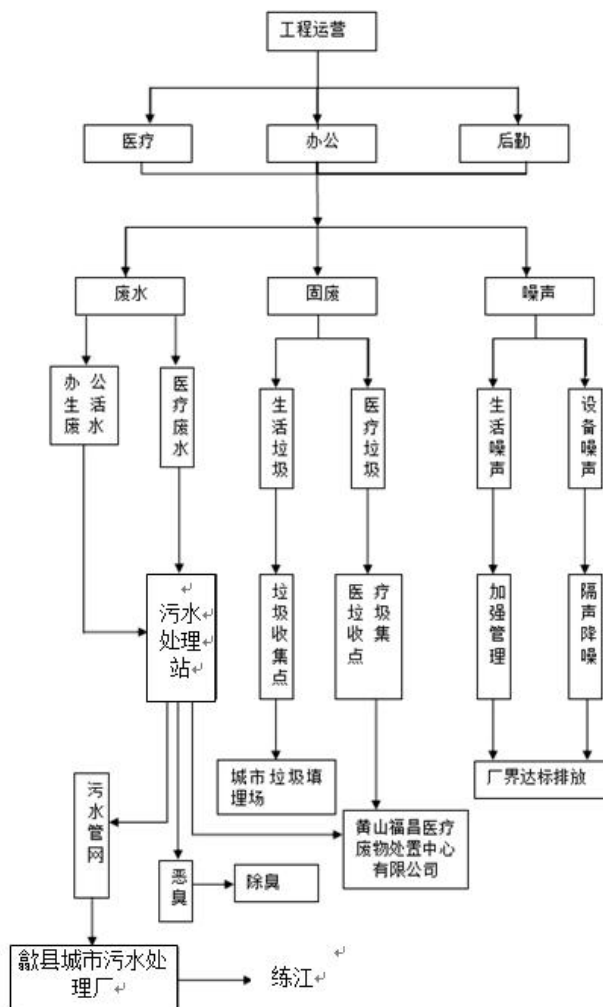 工程运营
医疗
办公
后勤
废水
固废
噪声
办公
生活
废水
医疗废水
生活垃圾
医疗垃圾
生活噪声
设备噪声
污水
处理
站
垃圾收集点
医疗
垃圾
收集
点
加强管理
隔声降噪
污水管网
城市垃圾填
埋场
厂界达标排放
恶臭
除臭
黄山福昌医疗
废物处置中心
有限公司
歙县城市污水处
理厂
练江